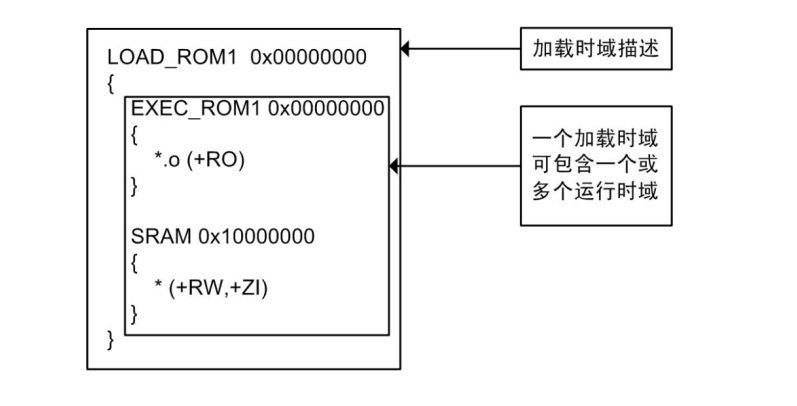 LOAD_ROM1 0x00000000
{
EXEC_ROM1 0x00000000
{
*.o (+RO)
}
SRAM 0x10000000
{
* (+RW,+ZI)
}
}
加载时域描述
一个加载时域
可包含一个或
多个运行时域